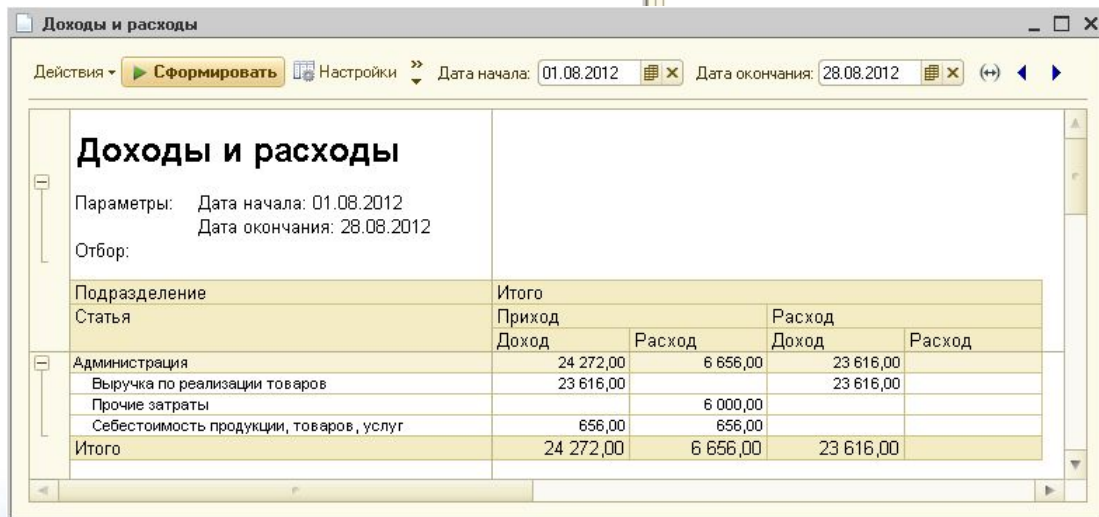 Доходы и расходы
Действия Сформировать Настройки Дата начала: 01.08.2012 Дата окончания: 28.08.2012
Доходы и расходы
Параметры: Дата начала: 01.08.2012
Дата окончания: 28.08.2012
Отбор:
Подразделение Итого
Статья Приход Расход
Доход Расход Доход Расход
Администрация 24 272,00 6 656,00 23 616,00
Выручка по реализации товаров 23 616,00 23 616,00
Прочие затраты 6 000,00
Себестоимость продукции, товаров, услуг 656,00 656,00
Итого 24 272,00 6 656,00 23 616,00